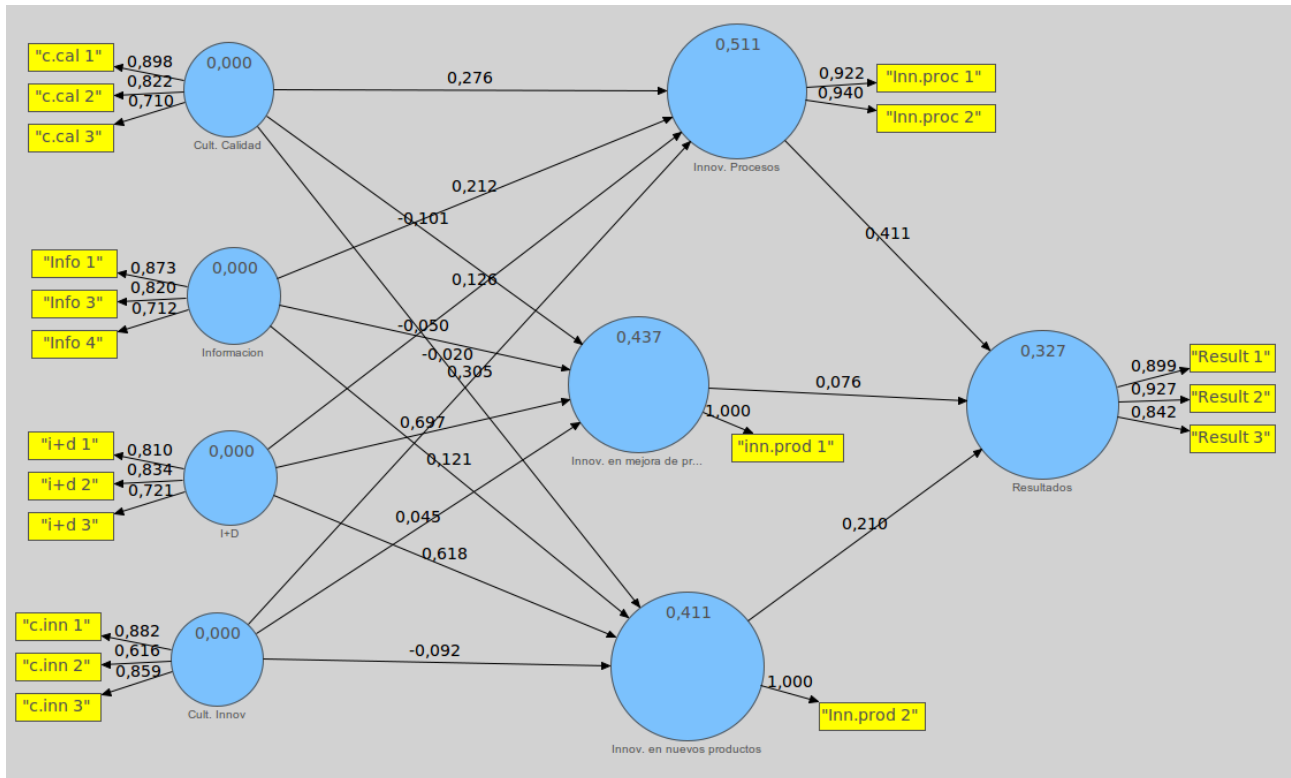 "c.cal 1"
0,898
"c.cal 2"
0,822
"c.cal 3"
0,710
0,000
Cult. Calidad
0,276
0,511
Innov. Procesos
0,922
"Inn.proc 1"
0,940
"Inn.proc 2"
0,212
-0,101
0,411
"Info 1"
0,873
"Info 3"
0,820
"Info 4"
0,712
0,000
Informacion
0,126
-0,050
-0,020
0,305
0,437
Innov. en mejora de pr...
1,000
"inn.prod 1"
0,076
0,327
Resultados
0,899
"Result 1"
0,927
"Result 2"
0,842
"Result 3"
"i+d 1"
0,810
"i+d 2"
0,834
"i+d 3"
0,721
0,000
I+D
0,697
0,121
0,045
0,618
0,210
"c.inn 1"
0,882
"c.inn 2"
0,616
"c.inn 3"
0,859
0,000
Cult. Innov
-0,092
0,411
Innov. en nuevos productos
1,000
"Inn.prod 2"